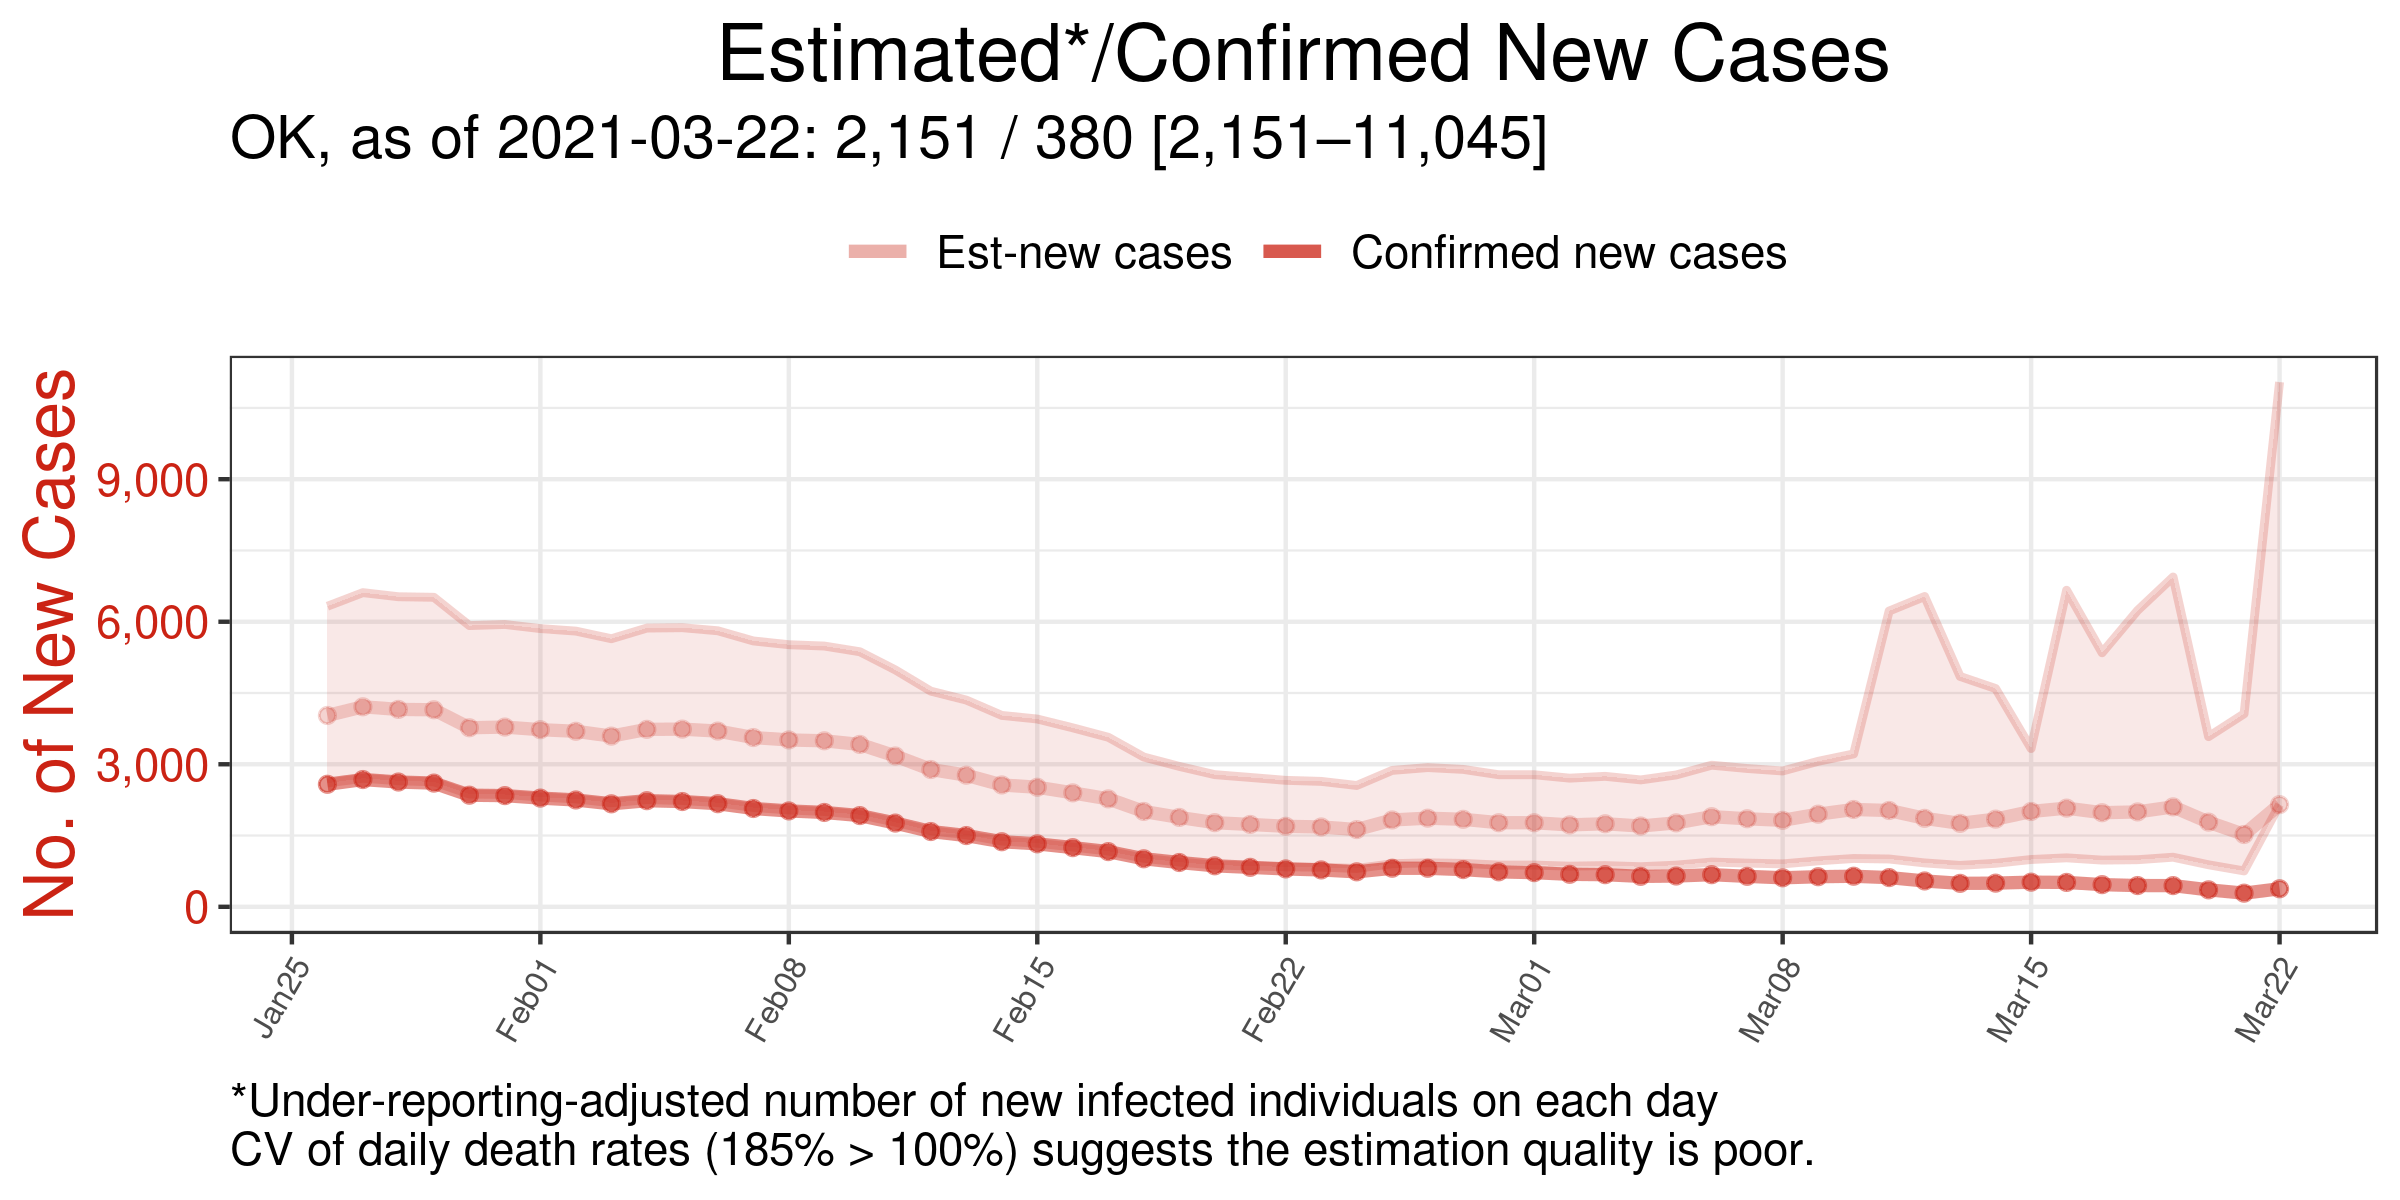 Estimated*/Confirmed New Cases
OK, as of 2021-03-22: 2,151 / 380 [2,151–11,045]
Est-new cases
Confirmed new cases
No. of New Cases
9,000
6,000
3,000
0
Jan25
Feb01
Feb08
Feb15
Feb22
Mar01
Mar08
Mar15
Mar22
*Under-reporting-adjusted number of new infected individuals on each day
CV of daily death rates (185% > 100%) suggests the estimation quality is poor.